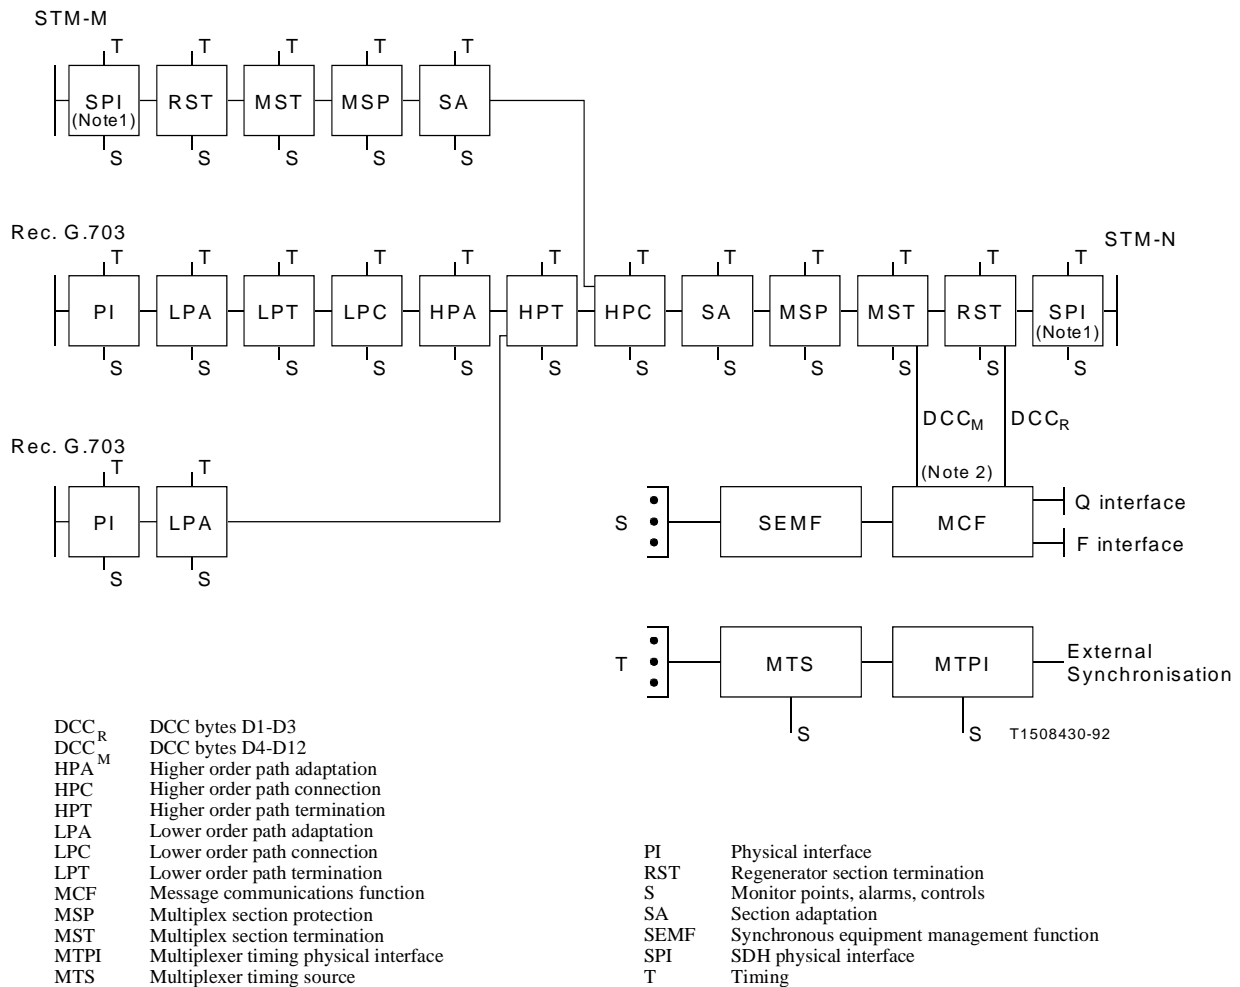 STM-M
T T T T T
SPI RST MST MSP SA
(Note1)
S S S S S
Rec. G.703
STM-N
T T T T T T T T T T T T
PI LPA LPT LPC HPA HPT HPC SA MSP MST RST SPI
(Note1)
S S S S S S S S S S S S
DCCM DCCR
Rec. G.703
T T
(Note 2)
PI LPA
S S
S SEMF MCF
Q interface
F interface
T MTS MTPI
External
Synchronisation
S S
T1508430-92
DCCR DCC bytes D1-D3
DCCM DCC bytes D4-D12
HPA Higher order path adaptation
HPC Higher order path connection
HPT Higher order path termination
LPA Lower order path adaptation
LPC Lower order path connection
LPT Lower order path termination
MCF Message communications function
MSP Multiplex section protection
MST Multiplex section termination
MTPI Multiplexer timing physical interface
MTS Multiplexer timing source
PI Physical interface
RST Regenerator section termination
S Monitor points, alarms, controls
SA Section adaptation
SEMF Synchronous equipment management function
SPI SDH physical interface
T Timing